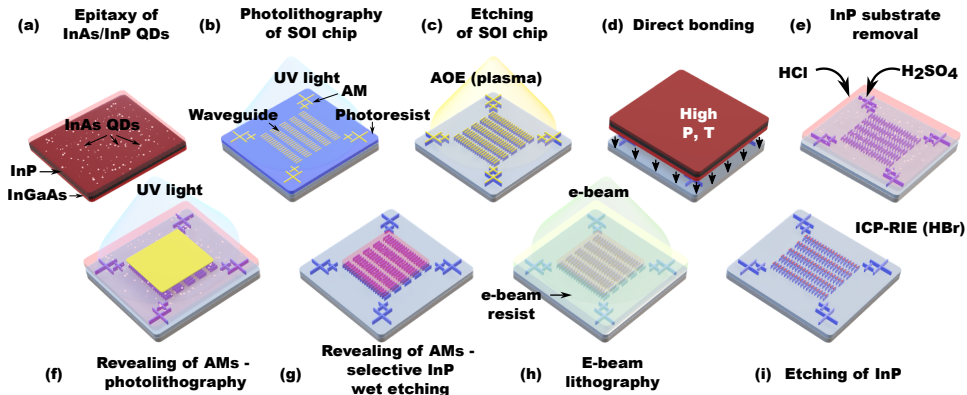 (a) Epitaxy of
InAs/InP QDs
InAs QDs
InP
InGaAs
(b) Photolithography
of SOI chip
UV light
AM
Waveguide
Photoresist
(c) Etching
of SOI chip
AOE (plasma)
(d) Direct bonding
High
P, T
(e) InP substrate
removal
HCl
H2SO4
UV light
(f) Revealing of AMs -
photolithography
(g) Revealing of AMs -
selective InP
wet etching
e-beam
e-beam
resist
(h) E-beam
lithography
ICP-RIE (HBr)
(i) Etching of InP